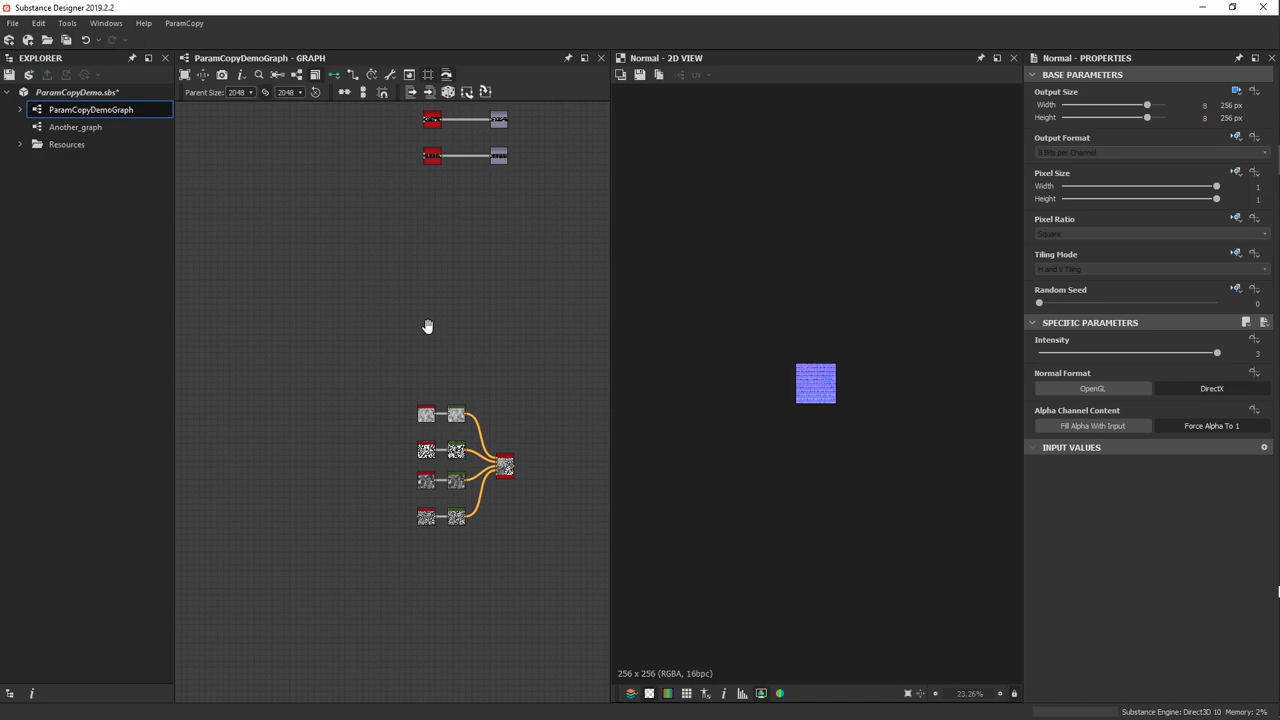 Substance Designer 2019.2.2
File Edit Tools Windows Help ParamCopy
EXPLORER
ParamCopyDemo.sbs*
ParamCopyDemoGraph
Another_graph
Resources
ParamCopyDemoGraph - GRAPH
Parent Size: 2048 2048
Normal - 2D VIEW
UV
256 x 256 (RGBA, 16bpc)
23.26%
Normal - PROPERTIES
BASE PARAMETERS
Output Size
Width 8 256 px
Height 8 256 px
Output Format
8 Bits per Channel
Pixel Size
Width 1
Height 1
Pixel Ratio
Square
Tiling Mode
H and V Tiling
Random Seed
0
SPECIFIC PARAMETERS
Intensity
3
Normal Format
OpenGL DirectX
Alpha Channel Content
Fill Alpha With Input Force Alpha To 1
INPUT VALUES
Substance Engine: Direct3D 10 Memory: 2%